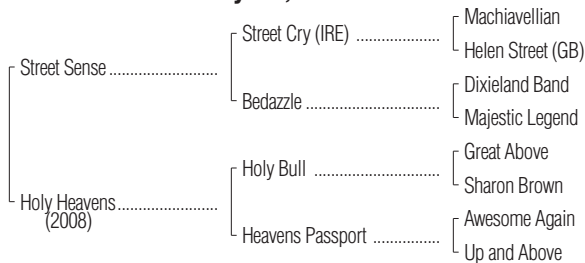 Machiavellian
Street Cry (IRE) ..................
Helen Street (GB)
Street Sense .......................
Dixieland Band
Bedazzle .............................
Majestic Legend
Great Above
Holy Bull ...........................
Sharon Brown
Holy Heavens .....................
(2008)
Awesome Again
Heavens Passport ..............
Up and Above